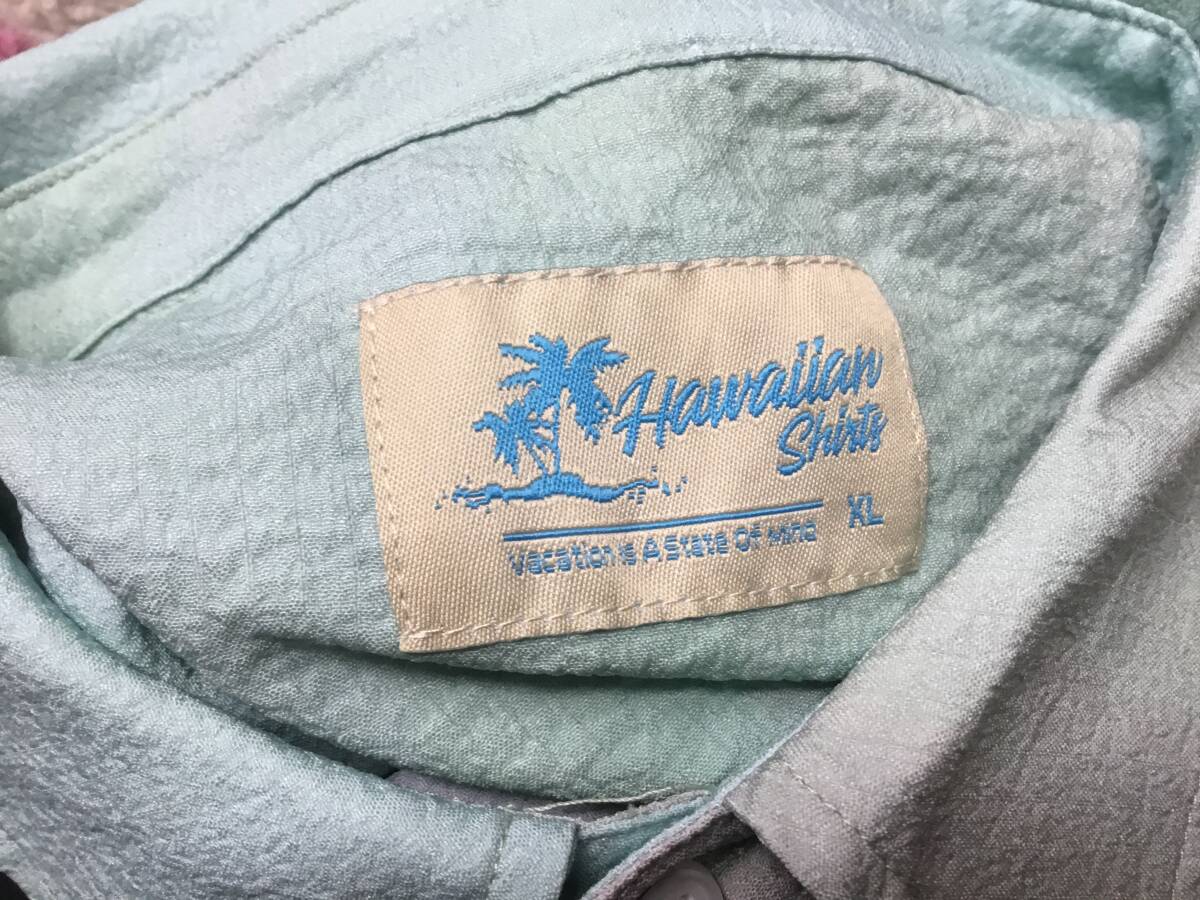 Hawaiian
Shirts
XL
Vacation is A State Of Mind